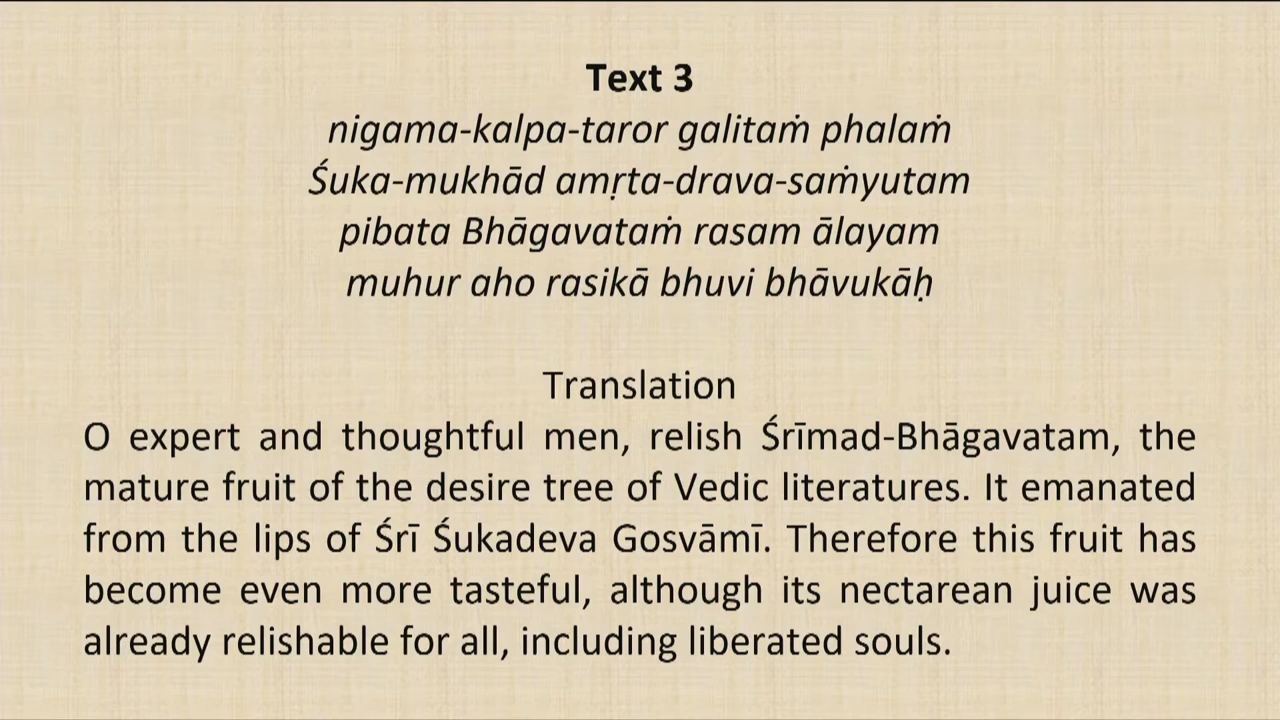 Text 3
nigama-kalpa-taror galitaṁ phalaṁ
Śuka-mukhād amṛta-drava-saṁyutam
pibata Bhāgavataṁ rasam ālayam
muhur aho rasikā bhuvi bhāvukāḥ
Translation
O expert and thoughtful men, relish Śrīmad-Bhāgavatam, the
mature fruit of the desire tree of Vedic literatures. It emanated
from the lips of Śrī Śukadeva Gosvāmī. Therefore this fruit has
become even more tasteful, although its nectarean juice was
already relishable for all, including liberated souls.